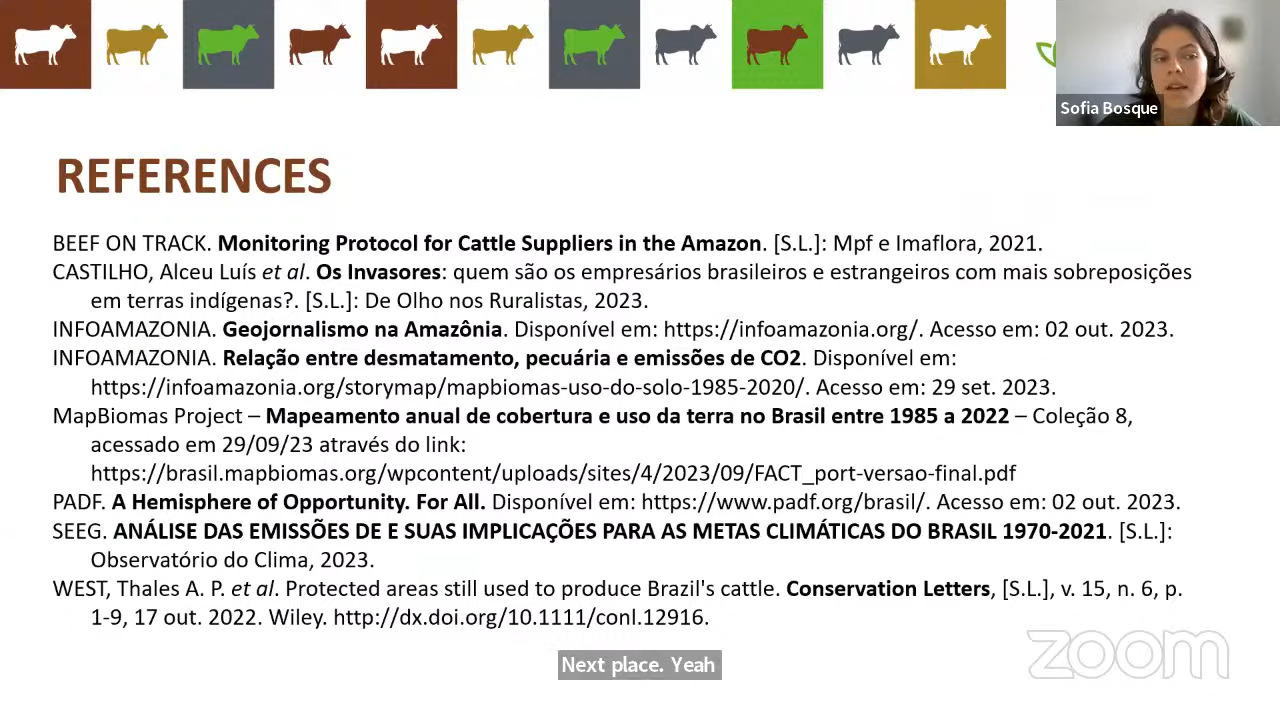 Sofia Bosque
REFERENCES
BEEF ON TRACK. Monitoring Protocol for Cattle Suppliers in the Amazon. [S.L.]: Mpf e Imaflora, 2021.
CASTILHO, Alceu Luís et al. Os Invasores: quem são os empresários brasileiros e estrangeiros com mais sobreposições
em terras indígenas?. [S.L.]: De Olho nos Ruralistas, 2023.
INFOAMAZONIA. Geojornalismo na Amazônia. Disponível em: https://infoamazonia.org/. Acesso em: 02 out. 2023.
INFOAMAZONIA. Relação entre desmatamento, pecuária e emissões de CO2. Disponível em:
https://infoamazonia.org/storymap/mapbiomas-uso-do-solo-1985-2020/. Acesso em: 29 set. 2023.
MapBiomas Project – Mapeamento anual de cobertura e uso da terra no Brasil entre 1985 a 2022 – Coleção 8,
acessado em 29/09/23 através do link:
https://brasil.mapbiomas.org/wpcontent/uploads/sites/4/2023/09/FACT_port-versao-final.pdf
PADF. A Hemisphere of Opportunity. For All. Disponível em: https://www.padf.org/brasil/. Acesso em: 02 out. 2023.
SEEG. ANÁLISE DAS EMISSÕES DE E SUAS IMPLICAÇÕES PARA AS METAS CLIMÁTICAS DO BRASIL 1970-2021. [S.L.]:
Observatório do Clima, 2023.
WEST, Thales A. P. et al. Protected areas still used to produce Brazil's cattle. Conservation Letters, [S.L.], v. 15, n. 6, p.
1-9, 17 out. 2022. Wiley. http://dx.doi.org/10.1111/conl.12916.
zoom
Next place. Yeah